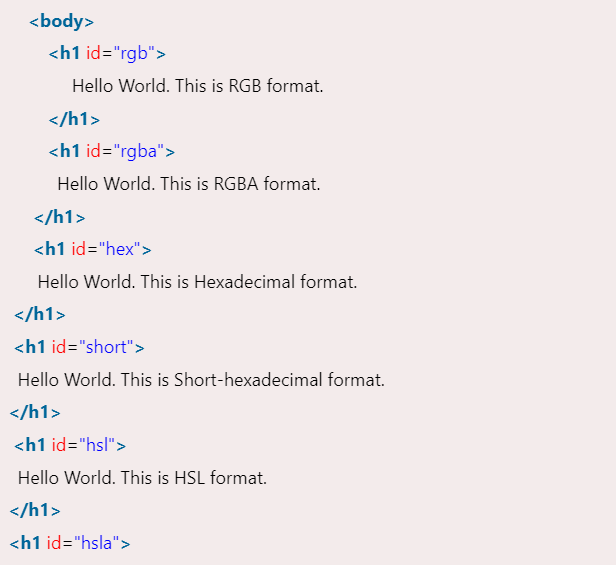 <body>
<h1 id="rgb">
Hello World. This is RGB format.
</h1>
<h1 id="rgba">
Hello World. This is RGBA format.
</h1>
<h1 id="hex">
Hello World. This is Hexadecimal format.
</h1>
<h1 id="short">
Hello World. This is Short-hexadecimal format.
</h1>
<h1 id="hsl">
Hello World. This is HSL format.
</h1>
<h1 id="hsla">